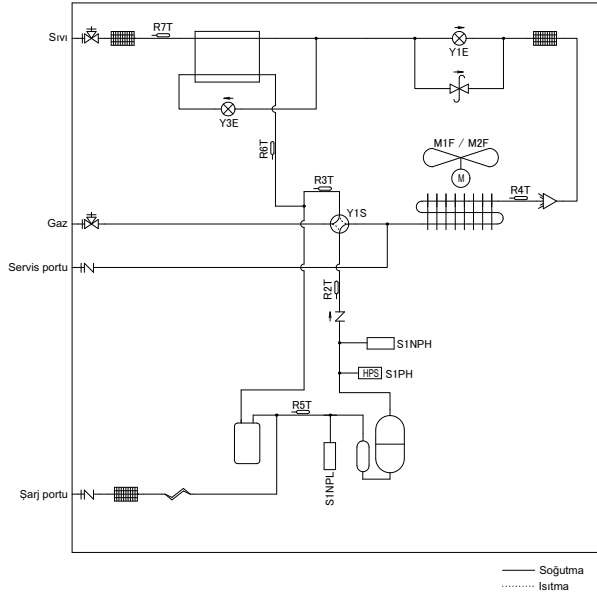 Sıvı
R7T
Y1E
Y3E
R6T
M1F / M2F
M
R3T
R4T
Y1S
Gaz
Servis portu
R2T
S1NPH
HPS
S1PH
R5T
S1NPL
Şarj portu
Soğutma
Isıtma